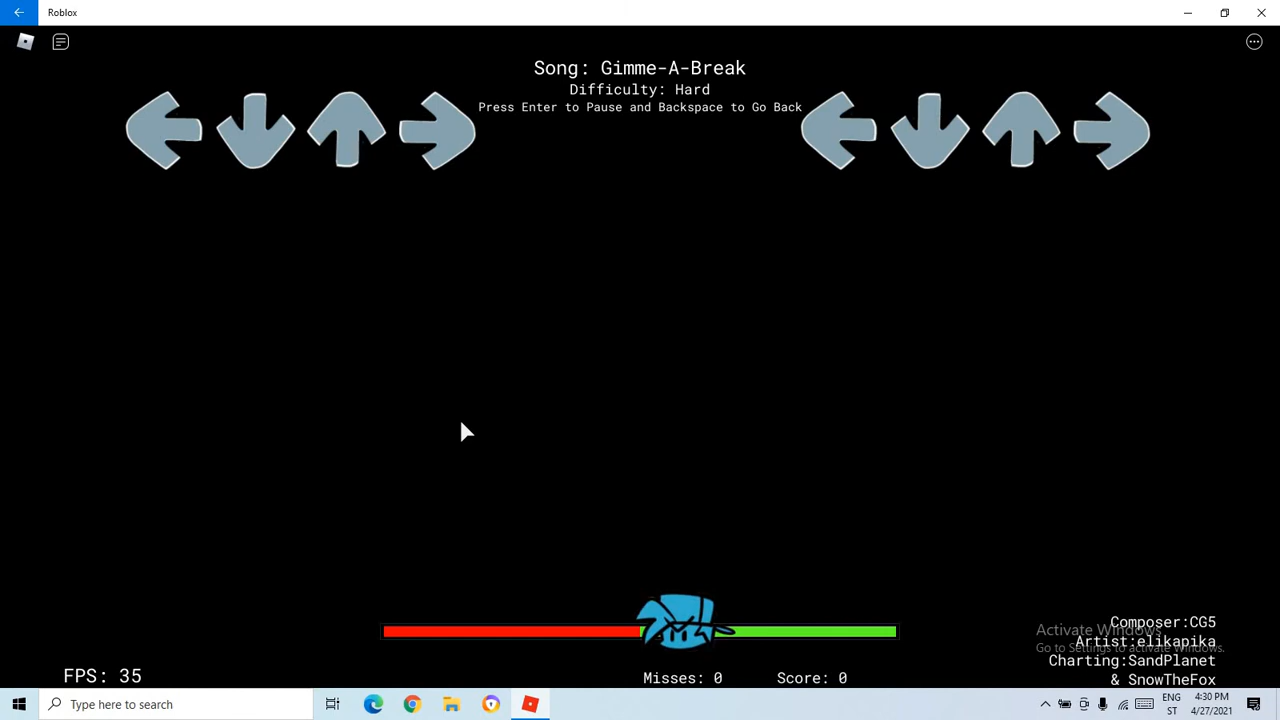 Roblox
Song: Gimme-A-Break
Difficulty: Hard
Press Enter to Pause and Backspace to Go Back
Composer:CG5
Activate Windows
Artist:elikapika
Go to Settings to activate Windows.
Charting:SandPlanet
& SnowTheFox
FPS: 35
Misses: 0
Score: 0
Type here to search
ENG
ST
4:30 PM
4/27/2021